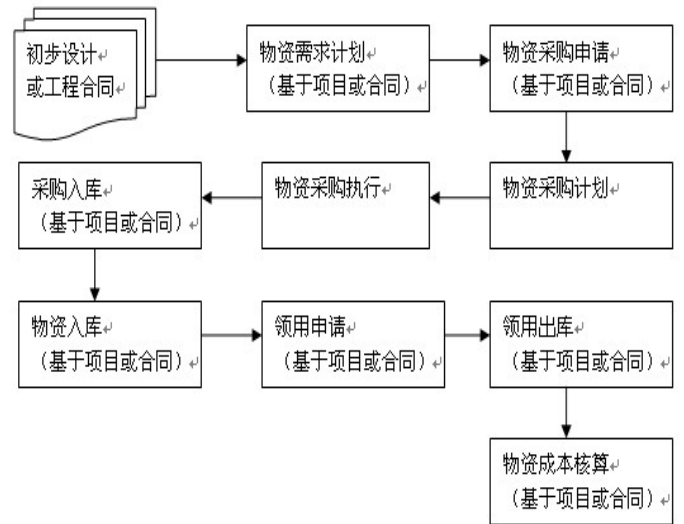 初步设计
或工程合同
物资需求计划
（基于项目或合同）
物资采购申请
（基于项目或合同）
采购入库
（基于项目或合同）
物资采购执行
物资采购计划
物资入库
（基于项目或合同）
领用申请
（基于项目或合同）
领用出库
（基于项目或合同）
物资成本核算
（基于项目或合同）